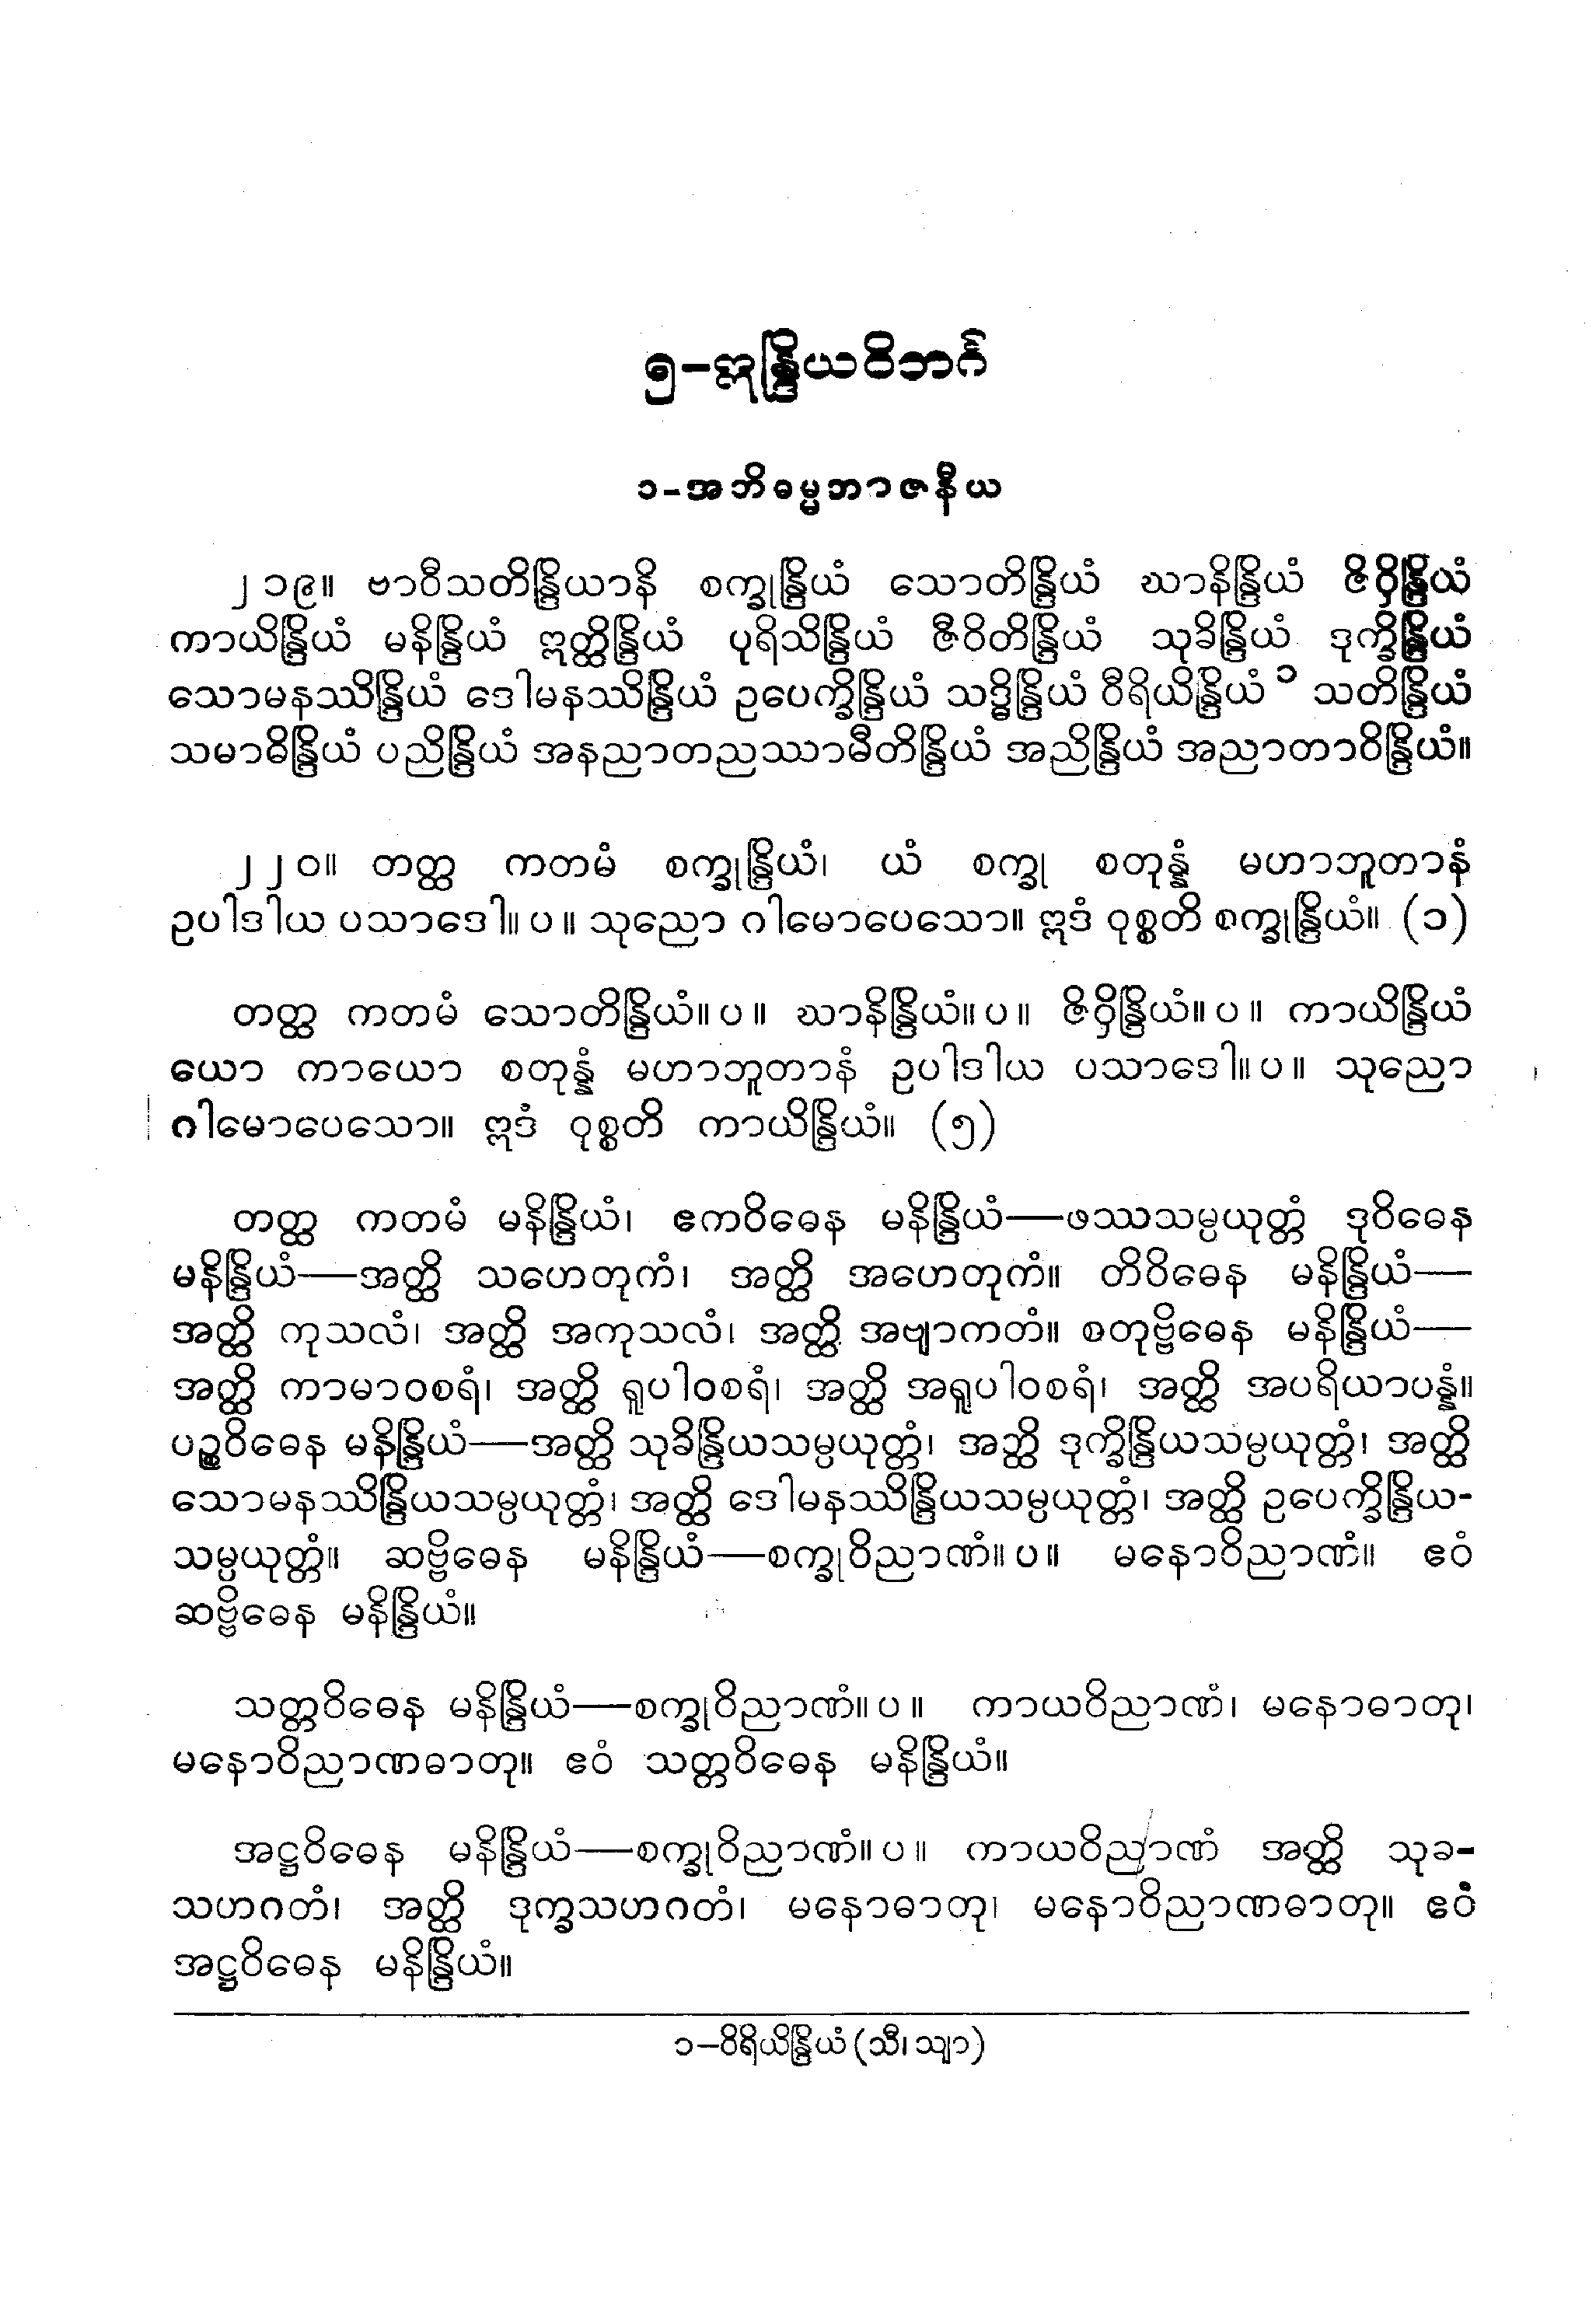 ၅-ဣန္ဒြိယဝိဘင်္ဂ
၁-အဘိဓမ္မဘာဇနီယ
၂၁၉။ ဗာဝီသတိန္ဒြိယာနိ စက္ခုန္ဒြိယံ သောတိန္ဒြိယံ ဃာနိန္ဒြိယံ ဇိဝှိန္ဒြိယံ
ကာယိန္ဒြိယံ မနိန္ဒြိယံ ဣတ္ထိန္ဒြိယံ ပုရိသိန္ဒြိယံ ဇီဝိတိန္ဒြိယံ သုခိန္ဒြိယံ ဒုက္ခိန္ဒြိယံ
သောမနဿိန္ဒြိယံ ဒေါမနဿိန္ဒြိယံ ဥပေက္ခိန္ဒြိယံ သဒ္ဓိန္ဒြိယံ ဝီရိယိန္ဒြိယံ ၁ သတိန္ဒြိယံ
သမာဓိန္ဒြိယံ ပညိန္ဒြိယံ အနညာတညဿာမီတိန္ဒြိယံ အညိန္ဒြိယံ အညာတာဝိန္ဒြိယံ။
၂၂၀။ တတ္ထ ကတမံ စက္ခုန္ဒြိယံ၊ ယံ စက္ခု စတုန္နံ မဟာဘူတာနံ
ဥပါဒါယ ပသာဒေါ။ ပ ။ သုညော ဂါမောပေသော။ ဣဒံ ဝုစ္စတိ စက္ခုန္ဒြိယံ။ (၁)
တတ္ထ ကတမံ သောတိန္ဒြိယံ။ ပ ။ ဃာနိန္ဒြိယံ။ ပ ။ ဇိဝှိန္ဒြိယံ။ ပ ။ ကာယိန္ဒြိယံ
ယော ကာယော စတုန္နံ မဟာဘူတာနံ ဥပါဒါယ ပသာဒေါ။ ပ ။ သုညော
ဂါမောပေသော။ ဣဒံ ဝုစ္စတိ ကာယိန္ဒြိယံ။ (၅)
တတ္ထ ကတမံ မနိန္ဒြိယံ၊ ဧကဝိဓေန မနိန္ဒြိယံ—ဖဿသမ္ပယုတ္တံ ဒုဝိဓေန
မနိန္ဒြိယံ—အတ္ထိ သဟေတုကံ၊ အတ္ထိ အဟေတုကံ။ တိဝိဓေန မနိန္ဒြိယံ—
အတ္ထိ ကုသလံ၊ အတ္ထိ အကုသလံ၊ အတ္ထိ အဗျာကတံ။ စတုဗ္ဗိဓေန မနိန္ဒြိယံ—
အတ္ထိ ကာမာဝစရံ၊ အတ္ထိ ရူပါဝစရံ၊ အတ္ထိ အရူပါဝစရံ၊ အတ္ထိ အပရိယာပန္နံ။
ပဉ္စဝိဓေန မနိန္ဒြိယံ—အတ္ထိ သုခိန္ဒြိယသမ္ပယုတ္တံ၊ အတ္ထိ ဒုက္ခိန္ဒြိယသမ္ပယုတ္တံ၊ အတ္ထိ
သောမနဿိန္ဒြိယသမ္ပယုတ္တံ၊ အတ္ထိ ဒေါမနဿိန္ဒြိယသမ္ပယုတ္တံ၊ အတ္ထိ ဥပေက္ခိန္ဒြိယ-
သမ္ပယုတ္တံ။ ဆဗ္ဗိဓေန မနိန္ဒြိယံ—စက္ခုဝိညာဏံ။ ပ ။ မနောဝိညာဏံ။ ဧဝံ
ဆဗ္ဗိဓေန မနိန္ဒြိယံ။
သတ္တဝိဓေန မနိန္ဒြိယံ—စက္ခုဝိညာဏံ။ ပ ။ ကာယဝိညာဏံ၊ မနောဓာတု၊
မနောဝိညာဏဓာတု။ ဧဝံ သတ္တဝိဓေန မနိန္ဒြိယံ။
အဋ္ဌဝိဓေန မနိန္ဒြိယံ—စက္ခုဝိညာဏံ။ ပ ။ ကာယဝိညာဏံ အတ္ထိ သုခ-
သဟဂတံ၊ အတ္ထိ ဒုက္ခသဟဂတံ၊ မနောဓာတု၊ မနောဝိညာဏဓာတု။ ဧဝံ
အဋ္ဌဝိဓေန မနိန္ဒြိယံ။
၁–ဝိရိယိန္ဒြိယံ (သီ၊ သျာ)